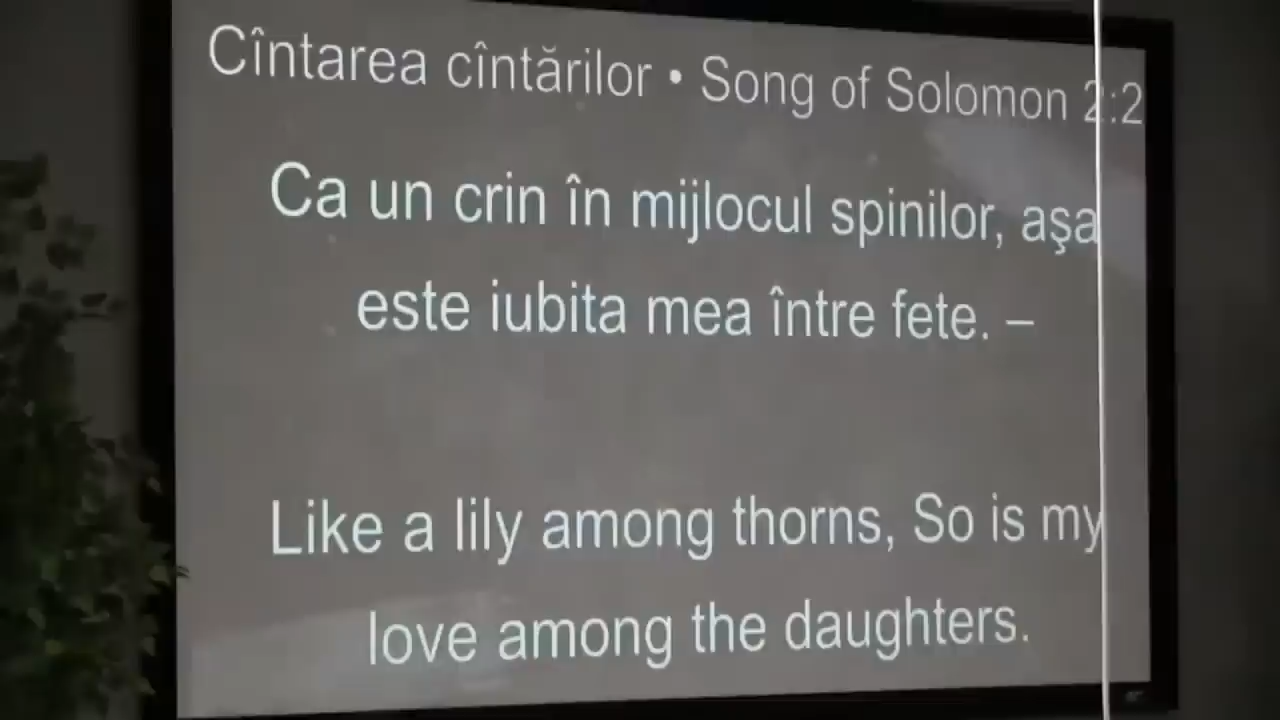 Cîntarea cîntărilor • Song of Solomon 2:2
Ca un crin în mijlocul spinilor, aşa
este iubita mea între fete. –
Like a lily among thorns, So is my
love among the daughters.